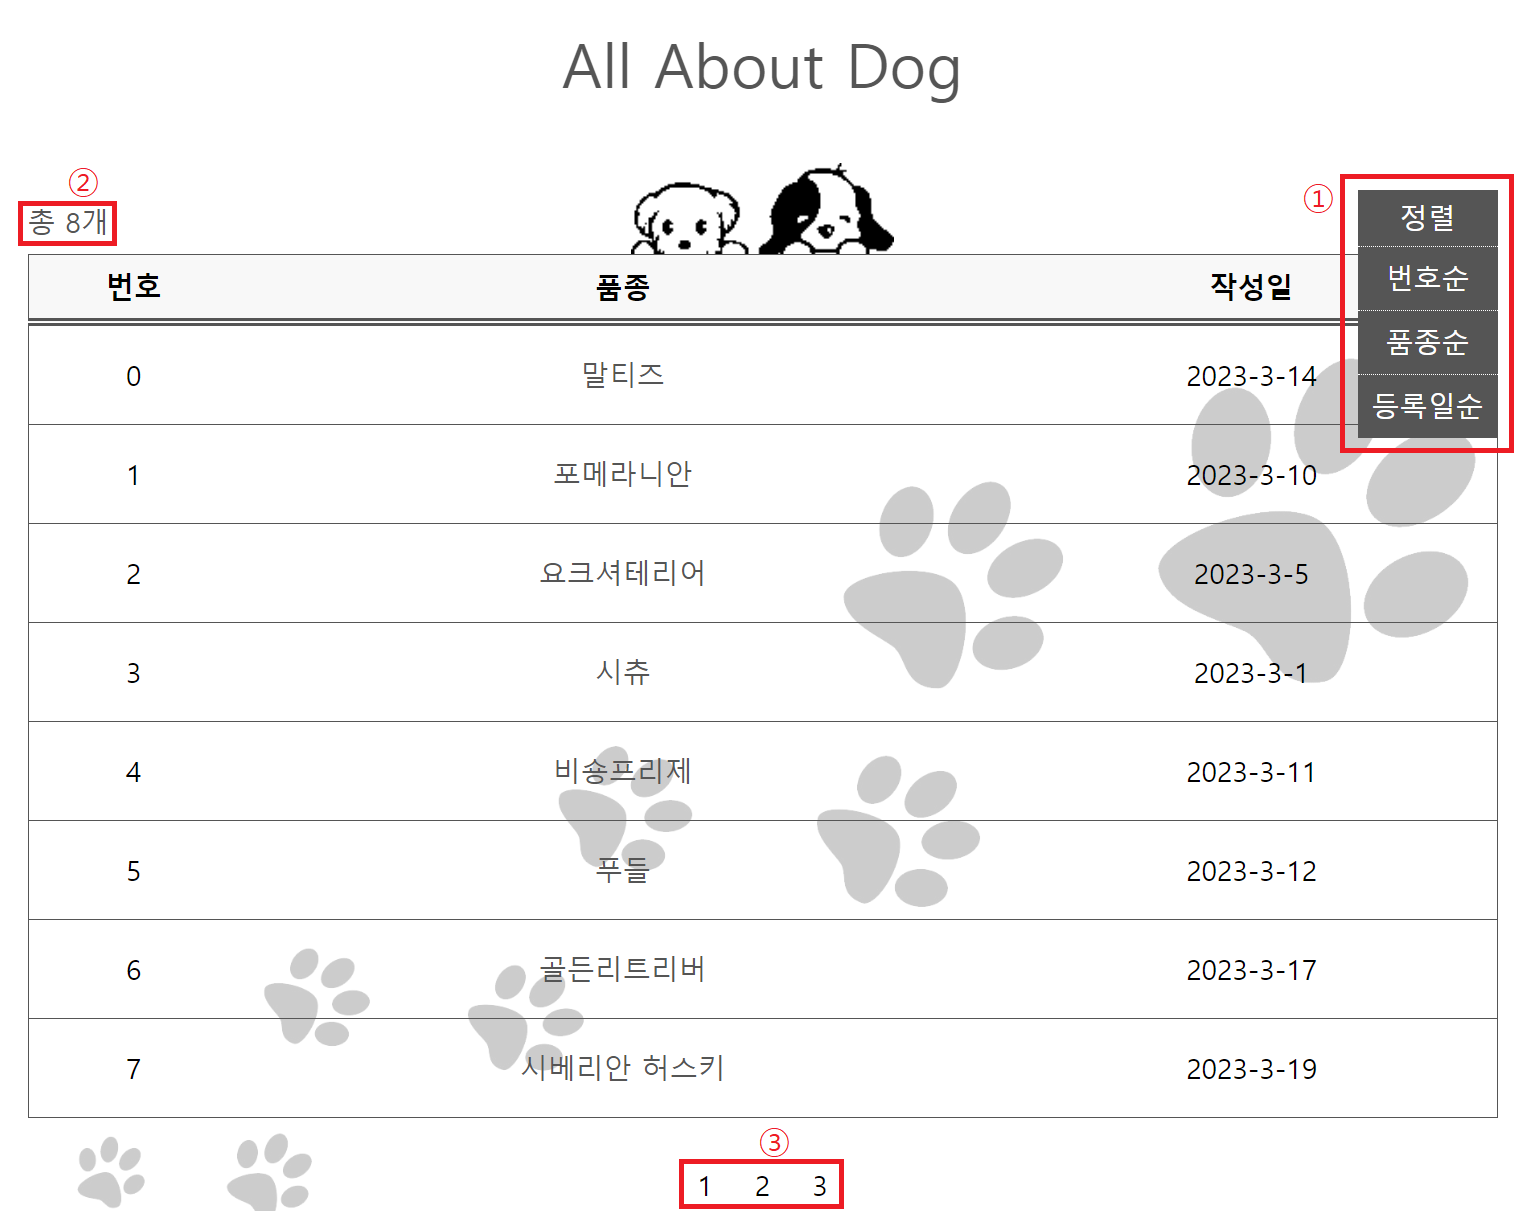 All About Dog
②
①
총 8개
정렬
번호순
품종순
등록일순
번호 품종 작성일
0 말티즈 2023-3-14
1 포메라니안 2023-3-10
2 요크셔테리어 2023-3-5
3 시츄 2023-3-1
4 비숑프리제 2023-3-11
5 푸들 2023-3-12
6 골든리트리버 2023-3-17
7 시베리안 허스키 2023-3-19
③
1 2 3